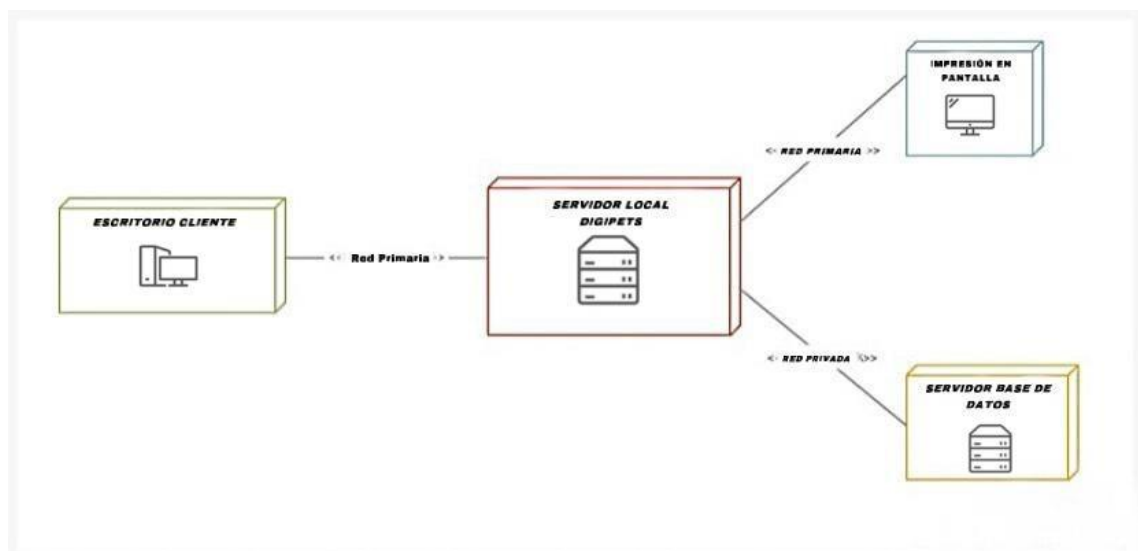 IMPRESIÓN EN
PANTALLA
<< RED PRIMARIA >>
SERVIDOR LOCAL
DIGIPETS
ESCRITORIO CLIENTE
<< Red Primaria >>
<< RED PRIVADA >>
SERVIDOR BASE DE
DATOS